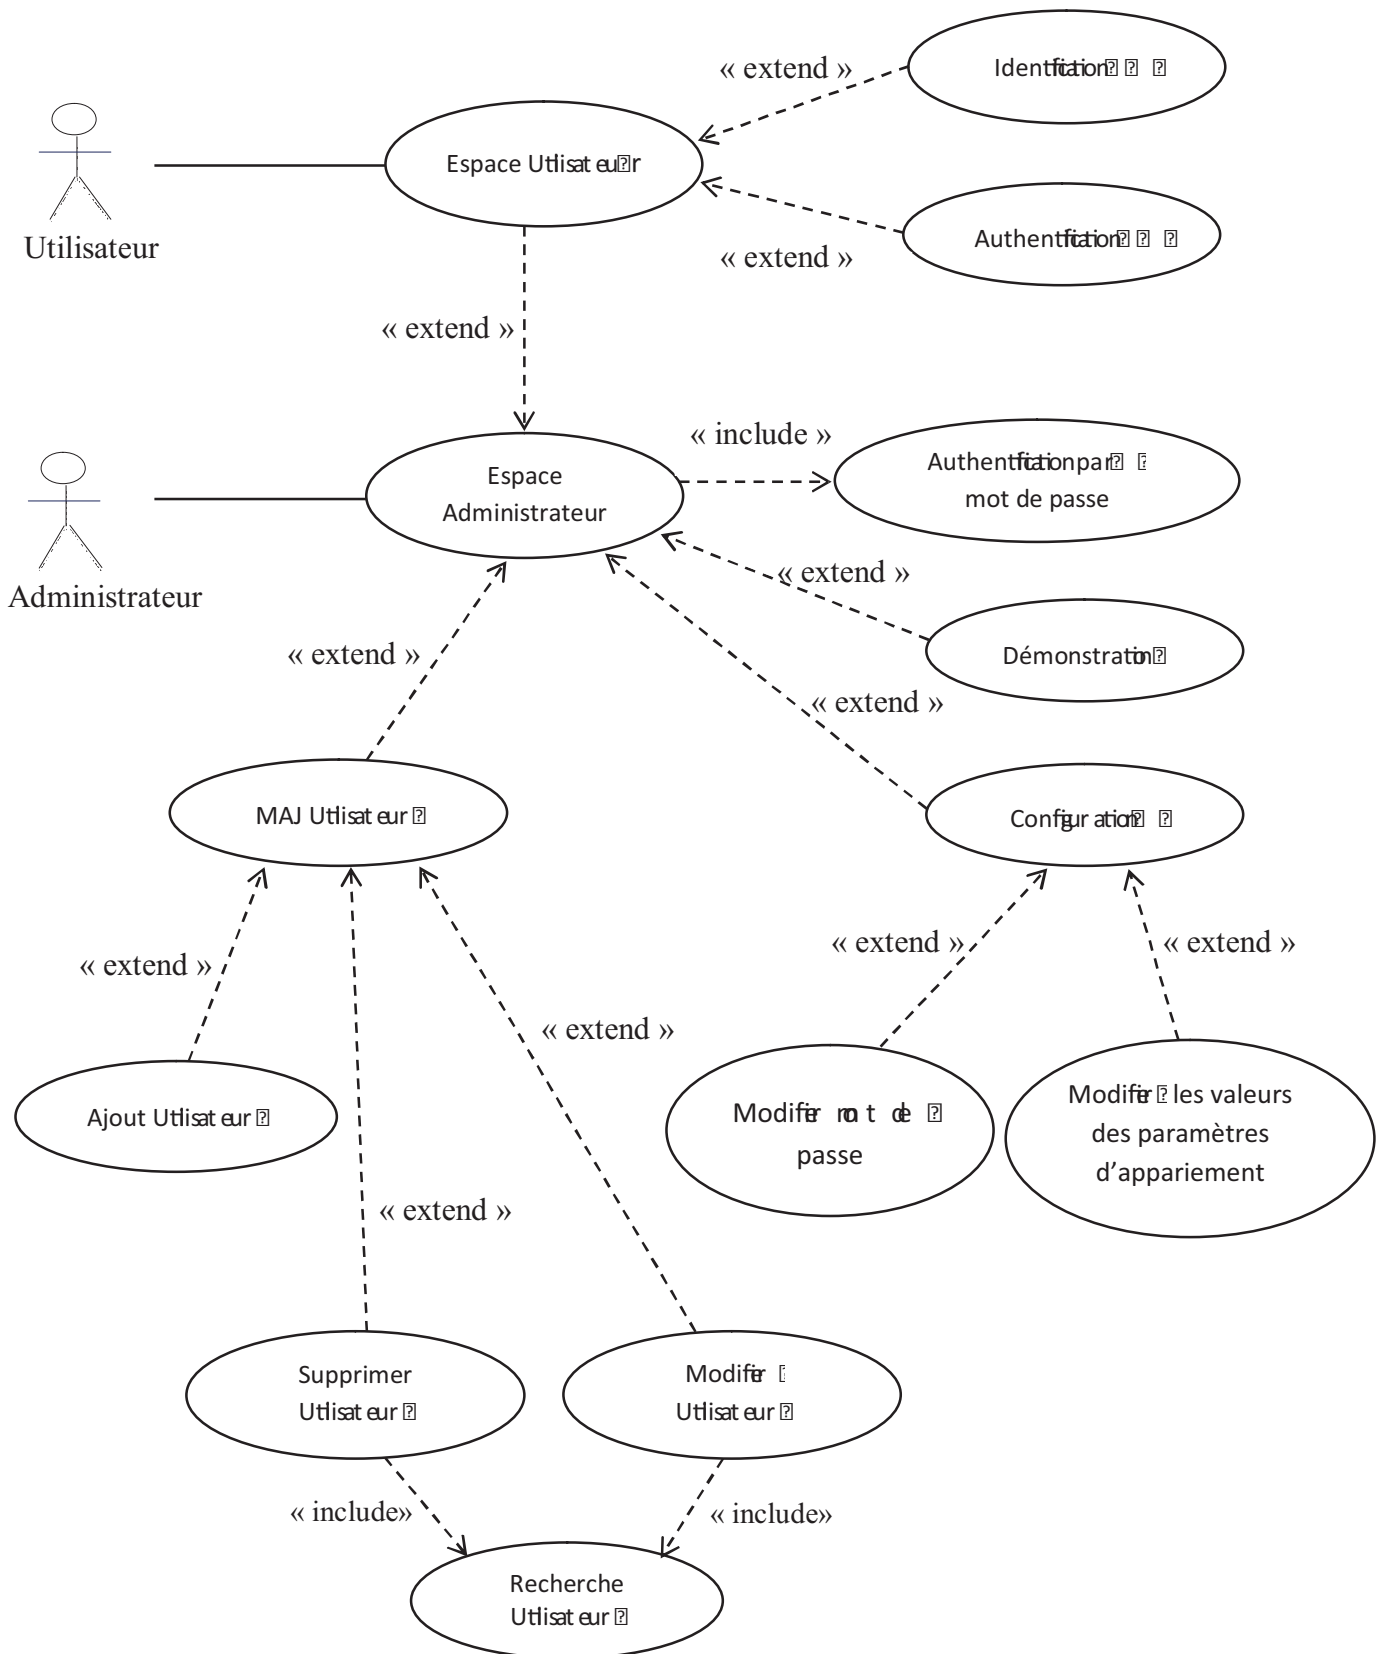 « extend »
Identification
Espace Utilisateur
Utilisateur
Authentification
« extend »
« extend »
« include »
Authentification par
mot de passe
Espace
Administrateur
« extend »
Administrateur
« extend »
Démonstration
« extend »
MAJ Utilisateur
Configuration
« extend »
« extend »
« extend »
« extend »
Ajout Utilisateur
Modifier mot de
passe
Modifier les valeurs
des paramètres
d’appariement
« extend »
Supprimer
Utilisateur
Modifier
Utilisateur
« include»
« include»
Recherche
Utilisateur